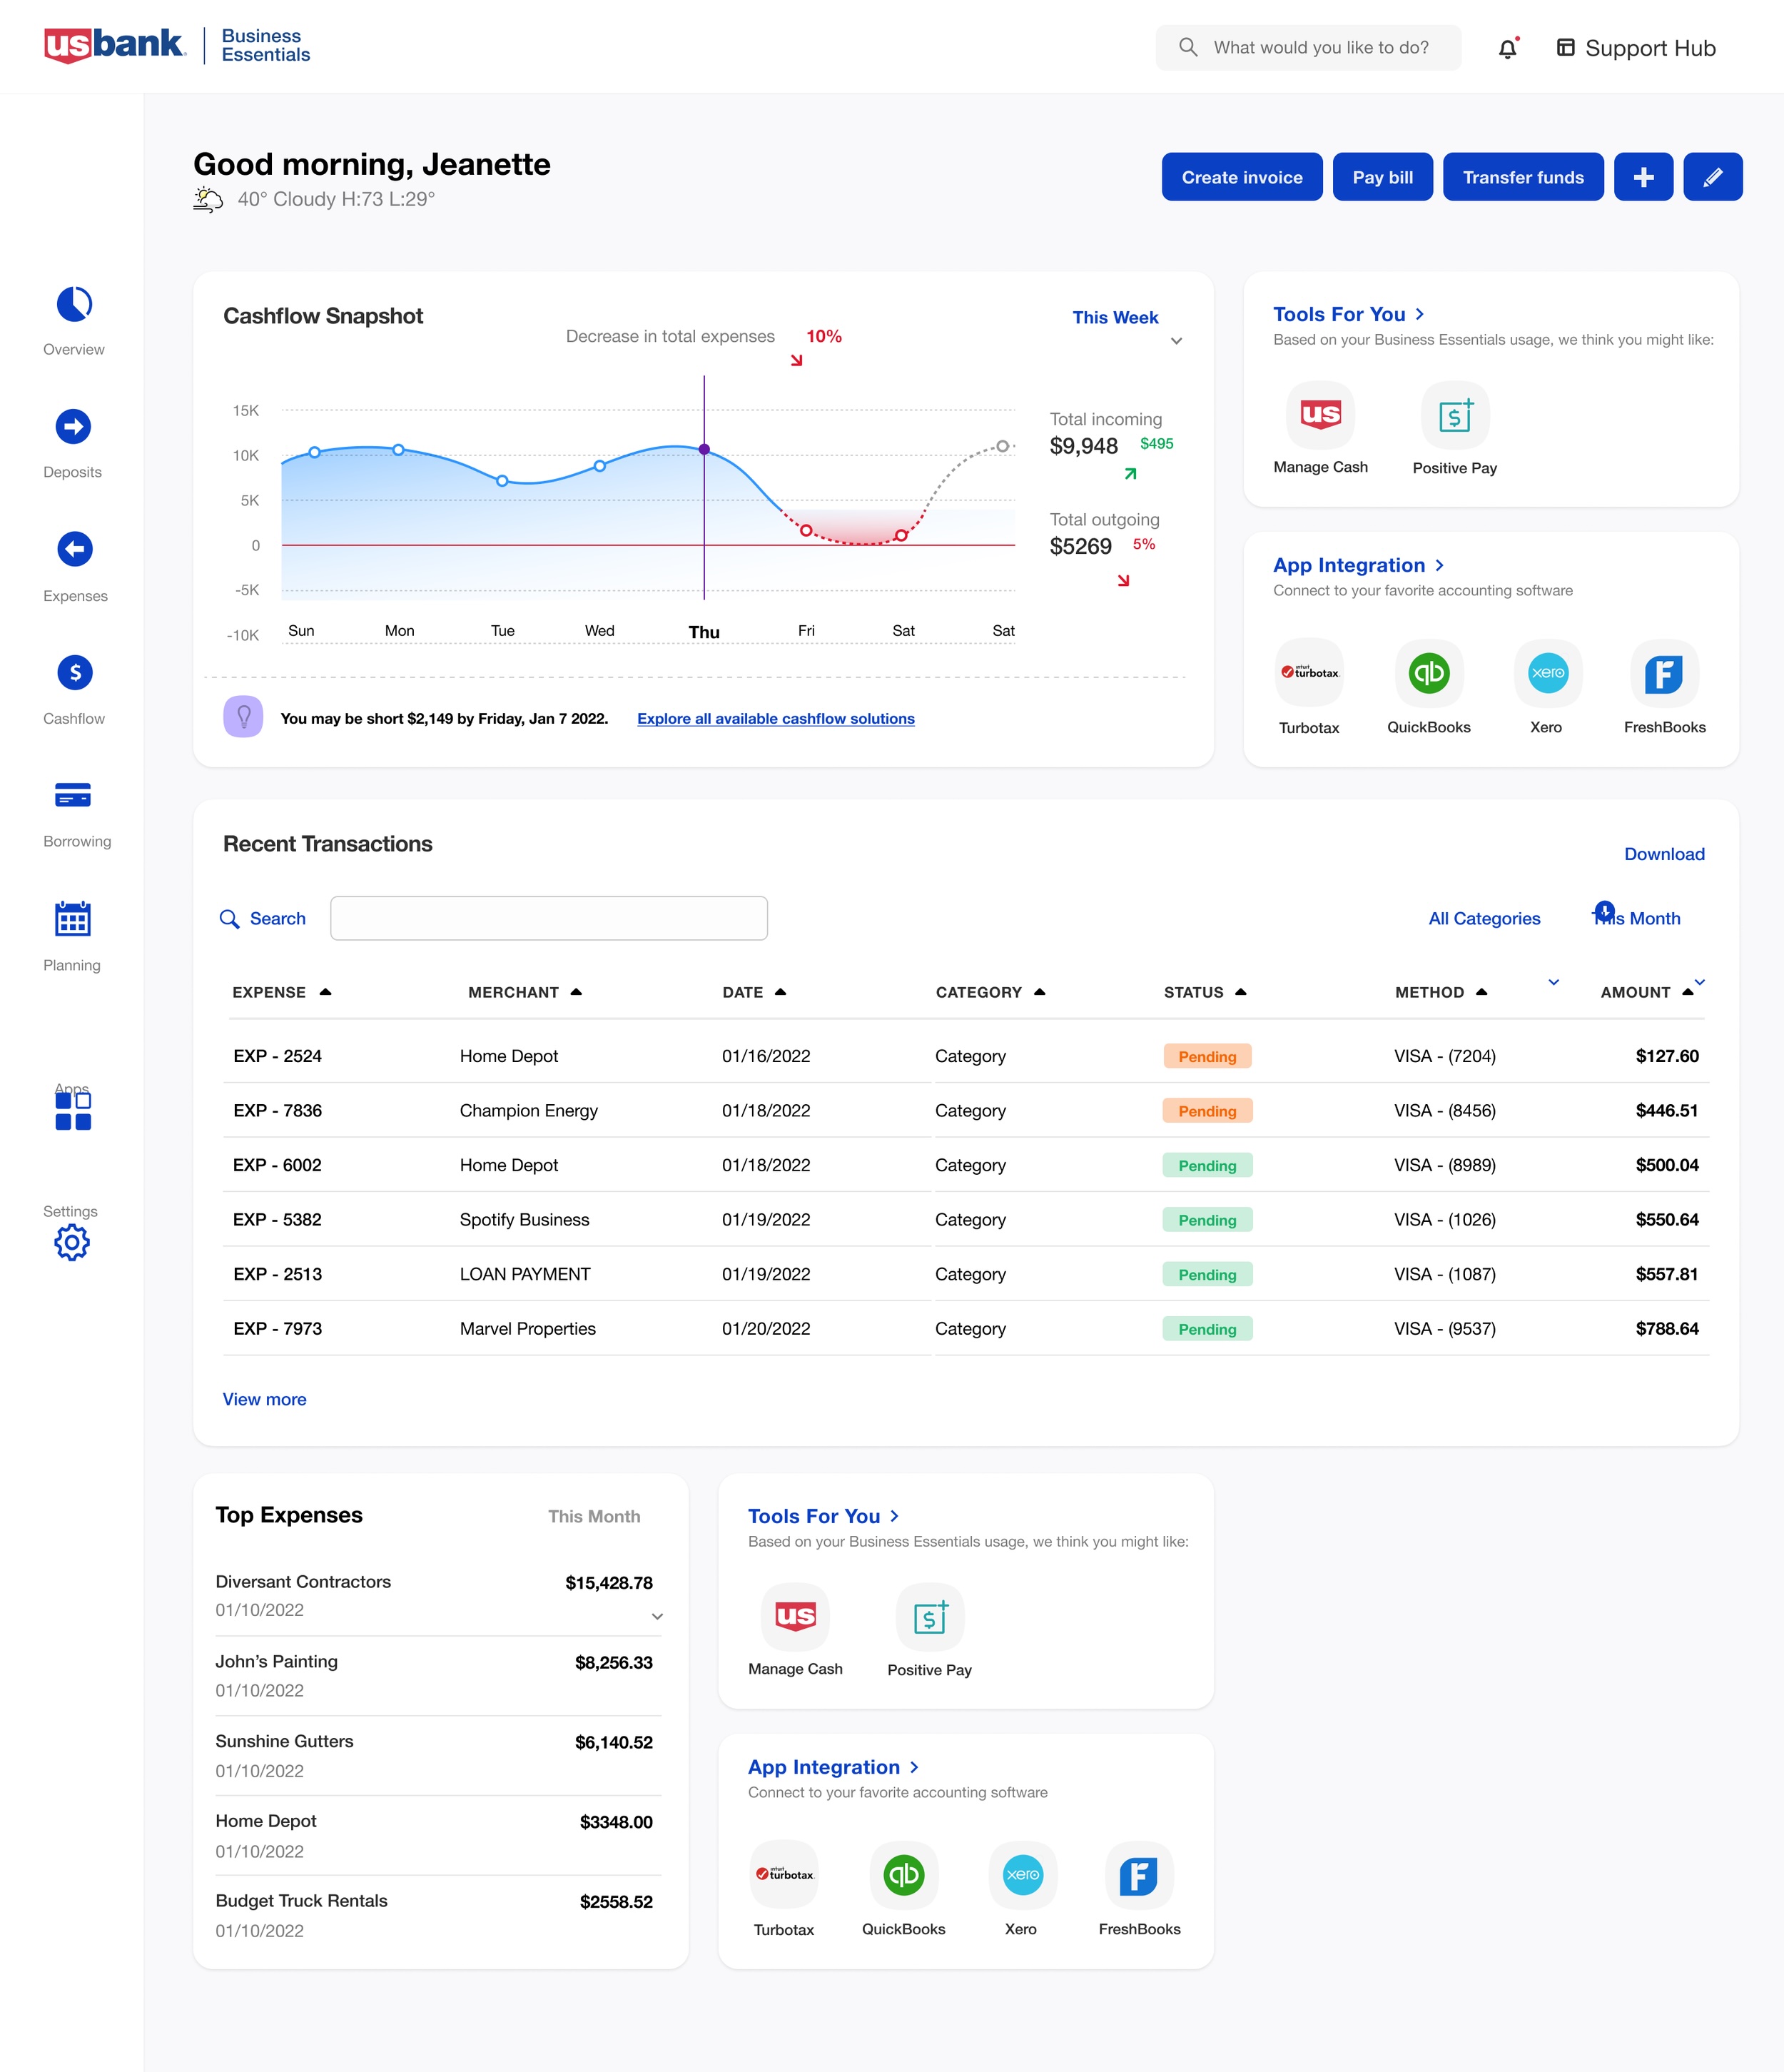 usbank
Business
Essentials
What would you like to do?
Support Hub
Good morning, Jeanette
40° Cloudy H:73 L:29°
Create invoice
Pay bill
Transfer funds
Overview
Deposits
Expenses
Cashflow
Borrowing
Planning
Apps
Settings
Cashflow Snapshot
Decrease in total expenses 10%
This Week
15K
10K
5K
0
-5K
-10K
Sun Mon Tue Wed Thu Fri Sat Sat
Total incoming
$9,948 $495
Total outgoing
$5269 5%
You may be short $2,149 by Friday, Jan 7 2022. Explore all available cashflow solutions
Tools For You
Based on your Business Essentials usage, we think you might like:
us
$
Manage Cash Positive Pay
App Integration
Connect to your favorite accounting software
intuit turbotax qb xero F
Turbotax QuickBooks Xero FreshBooks
Recent Transactions
Download
Search
All Categories This Month
EXPENSE MERCHANT DATE CATEGORY STATUS METHOD AMOUNT
EXP - 2524 Home Depot 01/16/2022 Category Pending VISA - (7204) $127.60
EXP - 7836 Champion Energy 01/18/2022 Category Pending VISA - (8456) $446.51
EXP - 6002 Home Depot 01/18/2022 Category Pending VISA - (8989) $500.04
EXP - 5382 Spotify Business 01/19/2022 Category Pending VISA - (1026) $550.64
EXP - 2513 LOAN PAYMENT 01/19/2022 Category Pending VISA - (1087) $557.81
EXP - 7973 Marvel Properties 01/20/2022 Category Pending VISA - (9537) $788.64
View more
Top Expenses This Month
Diversant Contractors $15,428.78
01/10/2022
John’s Painting $8,256.33
01/10/2022
Sunshine Gutters $6,140.52
01/10/2022
Home Depot $3348.00
01/10/2022
Budget Truck Rentals $2558.52
01/10/2022
Tools For You
Based on your Business Essentials usage, we think you might like:
us
$
Manage Cash Positive Pay
App Integration
Connect to your favorite accounting software
intuit turbotax qb xero F
Turbotax QuickBooks Xero FreshBooks